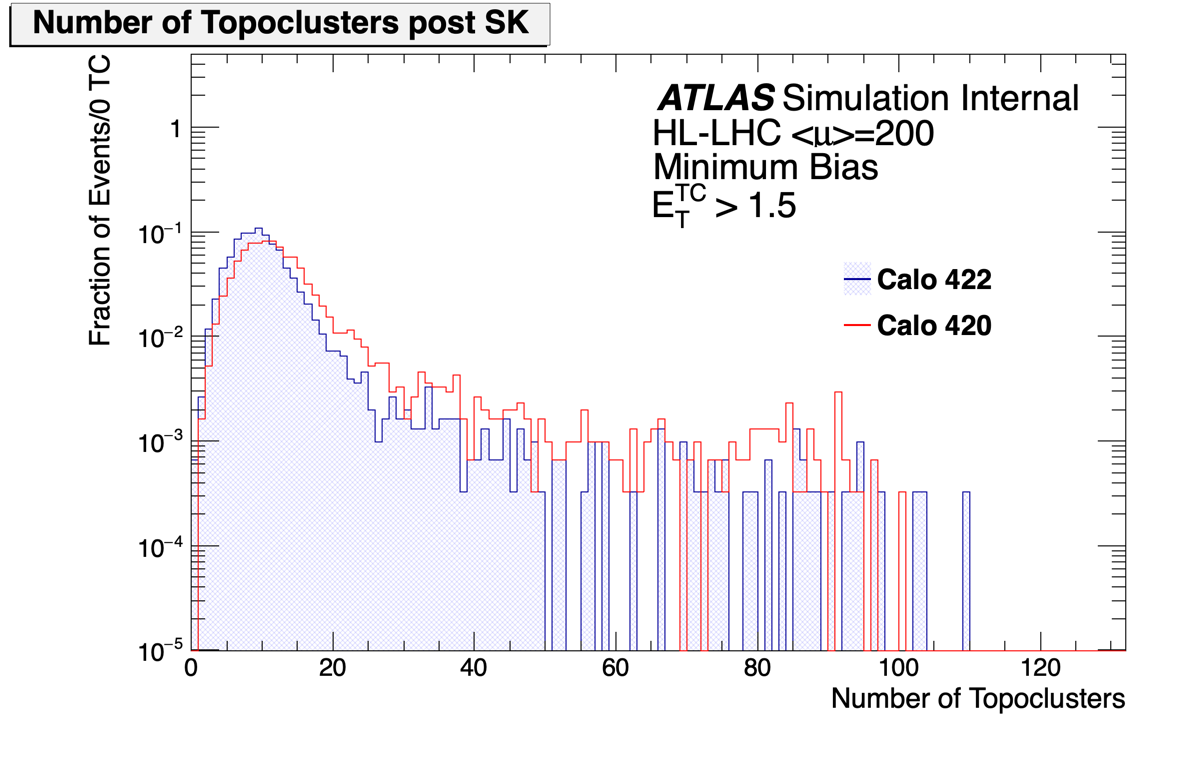 Number of Topoclusters post SK
Fraction of Events/0 TC
ATLAS Simulation Internal
HL-LHC <μ>=200
Minimum Bias
E_T^TC > 1.5
Calo 422
Calo 420
1
10^−1
10^−2
10^−3
10^−4
10^−5
0 20 40 60 80 100 120
Number of Topoclusters